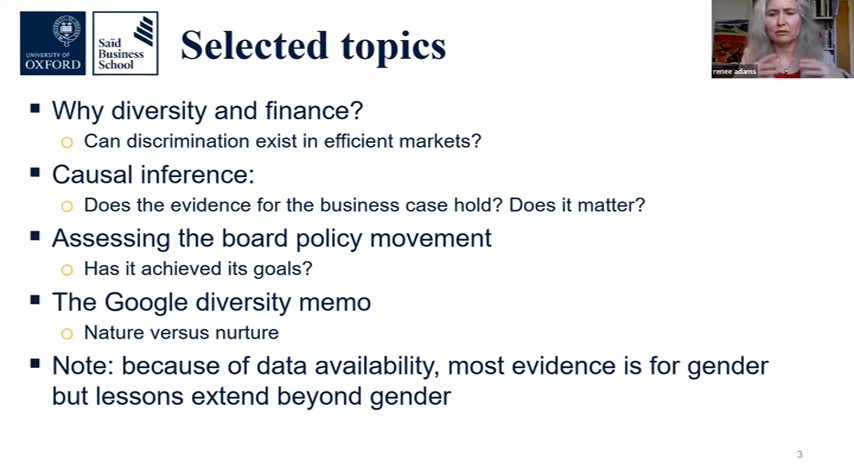 UNIVERSITY OF
OXFORD
Saïd
Business
School
Selected topics
renee adams
▪ Why diversity and finance?
o Can discrimination exist in efficient markets?
▪ Causal inference:
o Does the evidence for the business case hold? Does it matter?
▪ Assessing the board policy movement
o Has it achieved its goals?
▪ The Google diversity memo
o Nature versus nurture
▪ Note: because of data availability, most evidence is for gender
but lessons extend beyond gender
3